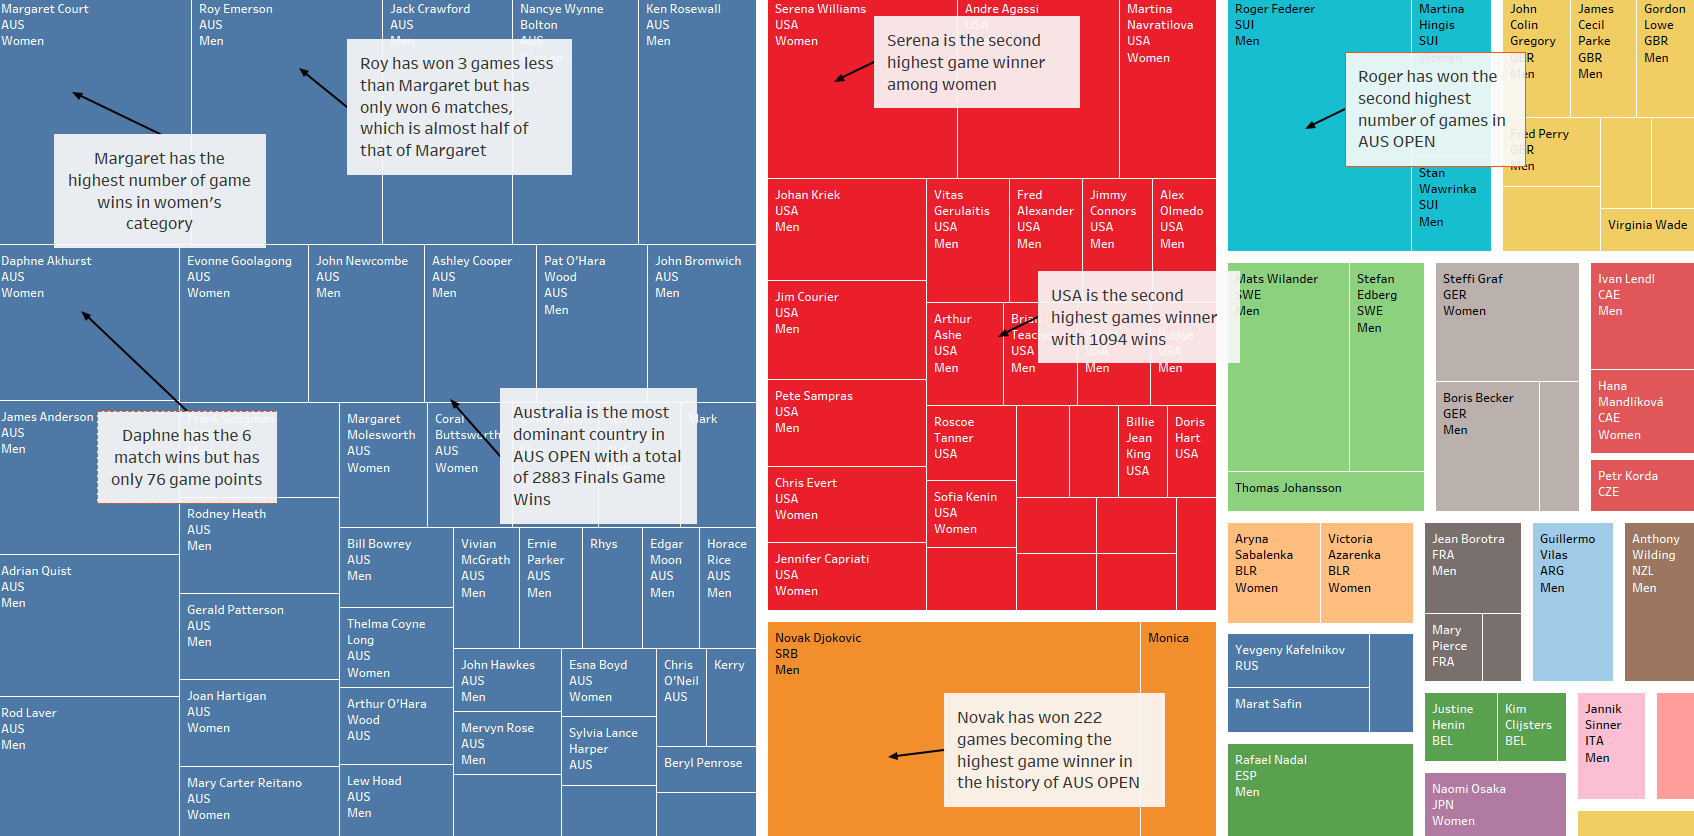 Margaret Court
AUS
Women
Roy Emerson
AUS
Men
Jack Crawford
AUS
Men
Nancye Wynne
Bolton
AUS
Ken Rosewall
AUS
Men
Margaret has the
highest number of game
wins in women's
category
Roy has won 3 games less
than Margaret but has
only won 6 matches,
which is almost half of
that of Margaret
Daphne Akhurst
AUS
Women
Evonne Goolagong
AUS
Women
John Newcombe
AUS
Men
Ashley Cooper
AUS
Men
Pat O'Hara
Wood
AUS
Men
John Bromwich
AUS
Men
James Anderson
AUS
Men
Frank Sedgman
Daphne has the 6
match wins but has
only 76 game points
Margaret
Molesworth
AUS
Women
Coral
Buttsworth
AUS
Women
Mark
Australia is the most
dominant country in
AUS OPEN with a total
of 2883 Finals Game
Wins
Rodney Heath
AUS
Men
Adrian Quist
AUS
Men
Gerald Patterson
AUS
Men
Bill Bowrey
AUS
Men
Vivian
McGrath
AUS
Men
Ernie
Parker
AUS
Men
Rhys
Edgar
Moon
AUS
Men
Horace
Rice
AUS
Men
Thelma Coyne
Long
AUS
Women
Rod Laver
AUS
Men
Joan Hartigan
AUS
Women
Arthur O'Hara
Wood
AUS
John Hawkes
AUS
Men
Esna Boyd
AUS
Women
Chris
O'Neil
AUS
Kerry
Mervyn Rose
AUS
Men
Sylvia Lance
Harper
AUS
Beryl Penrose
Mary Carter Reitano
AUS
Women
Lew Hoad
AUS
Men
Serena Williams
USA
Women
Andre Agassi
USA
Martina
Navratilova
USA
Women
Serena is the second
highest game winner
among women
Johan Kriek
USA
Men
Vitas
Gerulaitis
USA
Men
Fred
Alexander
USA
Men
Jimmy
Connors
USA
Men
Alex
Olmedo
USA
Men
Jim Courier
USA
Men
Arthur
Ashe
USA
Men
Brian
Teacher
USA
Men
Budge
USA
Men
USA is the second
highest games winner
with 1094 wins
Pete Sampras
USA
Men
Roscoe
Tanner
USA
Billie
Jean
King
USA
Doris
Hart
USA
Chris Evert
USA
Women
Sofia Kenin
USA
Women
Jennifer Capriati
USA
Women
Novak Djokovic
SRB
Men
Monica
Novak has won 222
games becoming the
highest game winner in
the history of AUS OPEN
Roger Federer
SUI
Men
Martina
Hingis
SUI
Women
Stan
Wawrinka
SUI
Men
Roger has won the
second highest
number of games in
AUS OPEN
John
Colin
Gregory
GBR
Men
James
Cecil
Parke
GBR
Men
Gordon
Lowe
GBR
Men
Fred Perry
GBR
Men
Virginia Wade
Mats Wilander
SWE
Men
Stefan
Edberg
SWE
Men
Thomas Johansson
Steffi Graf
GER
Women
Boris Becker
GER
Men
Ivan Lendl
CAE
Men
Hana
Mandlíková
CAE
Women
Petr Korda
CZE
Aryna
Sabalenka
BLR
Women
Victoria
Azarenka
BLR
Women
Jean Borotra
FRA
Men
Mary
Pierce
FRA
Guillermo
Vilas
ARG
Men
Anthony
Wilding
NZL
Men
Yevgeny Kafelnikov
RUS
Marat Safin
Rafael Nadal
ESP
Men
Justine
Henin
BEL
Kim
Clijsters
BEL
Naomi Osaka
JPN
Women
Jannik
Sinner
ITA
Men